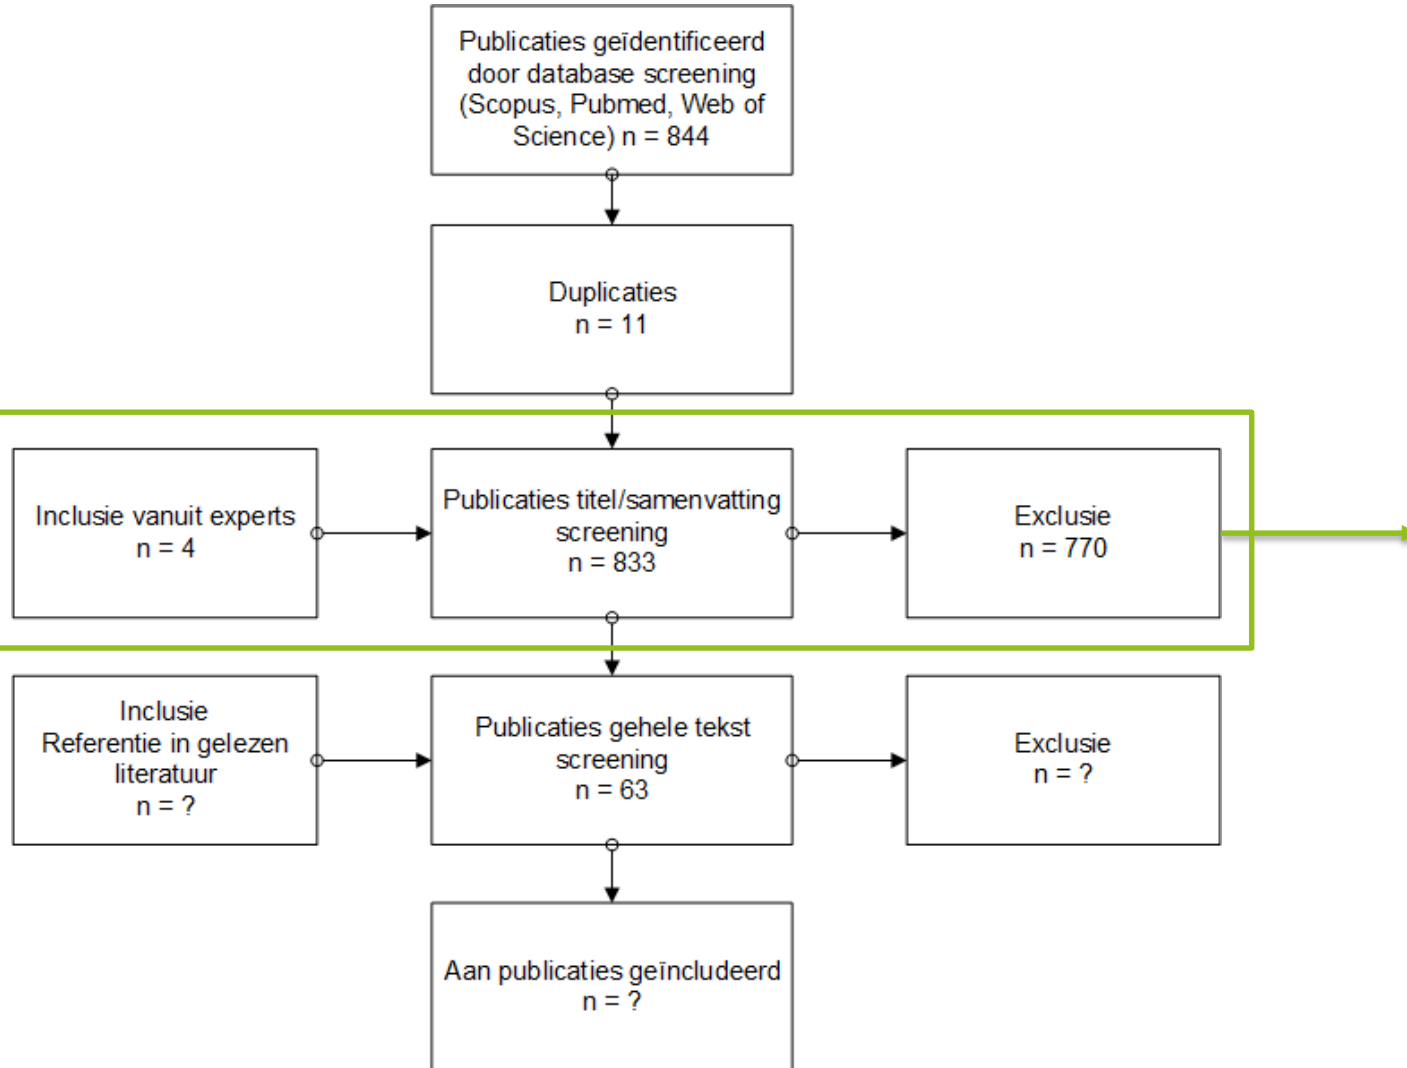 Publicaties geïdentificeerd
door database screening
(Scopus, Pubmed, Web of
Science) n = 844
Duplicaties
n = 11
Inclusie vanuit experts
n = 4
Publicaties titel/samenvatting
screening
n = 833
Exclusie
n = 770
Inclusie
Referentie in gelezen
literatuur
n = ?
Publicaties gehele tekst
screening
n = 63
Exclusie
n = ?
Aan publicaties geïncludeerd
n = ?